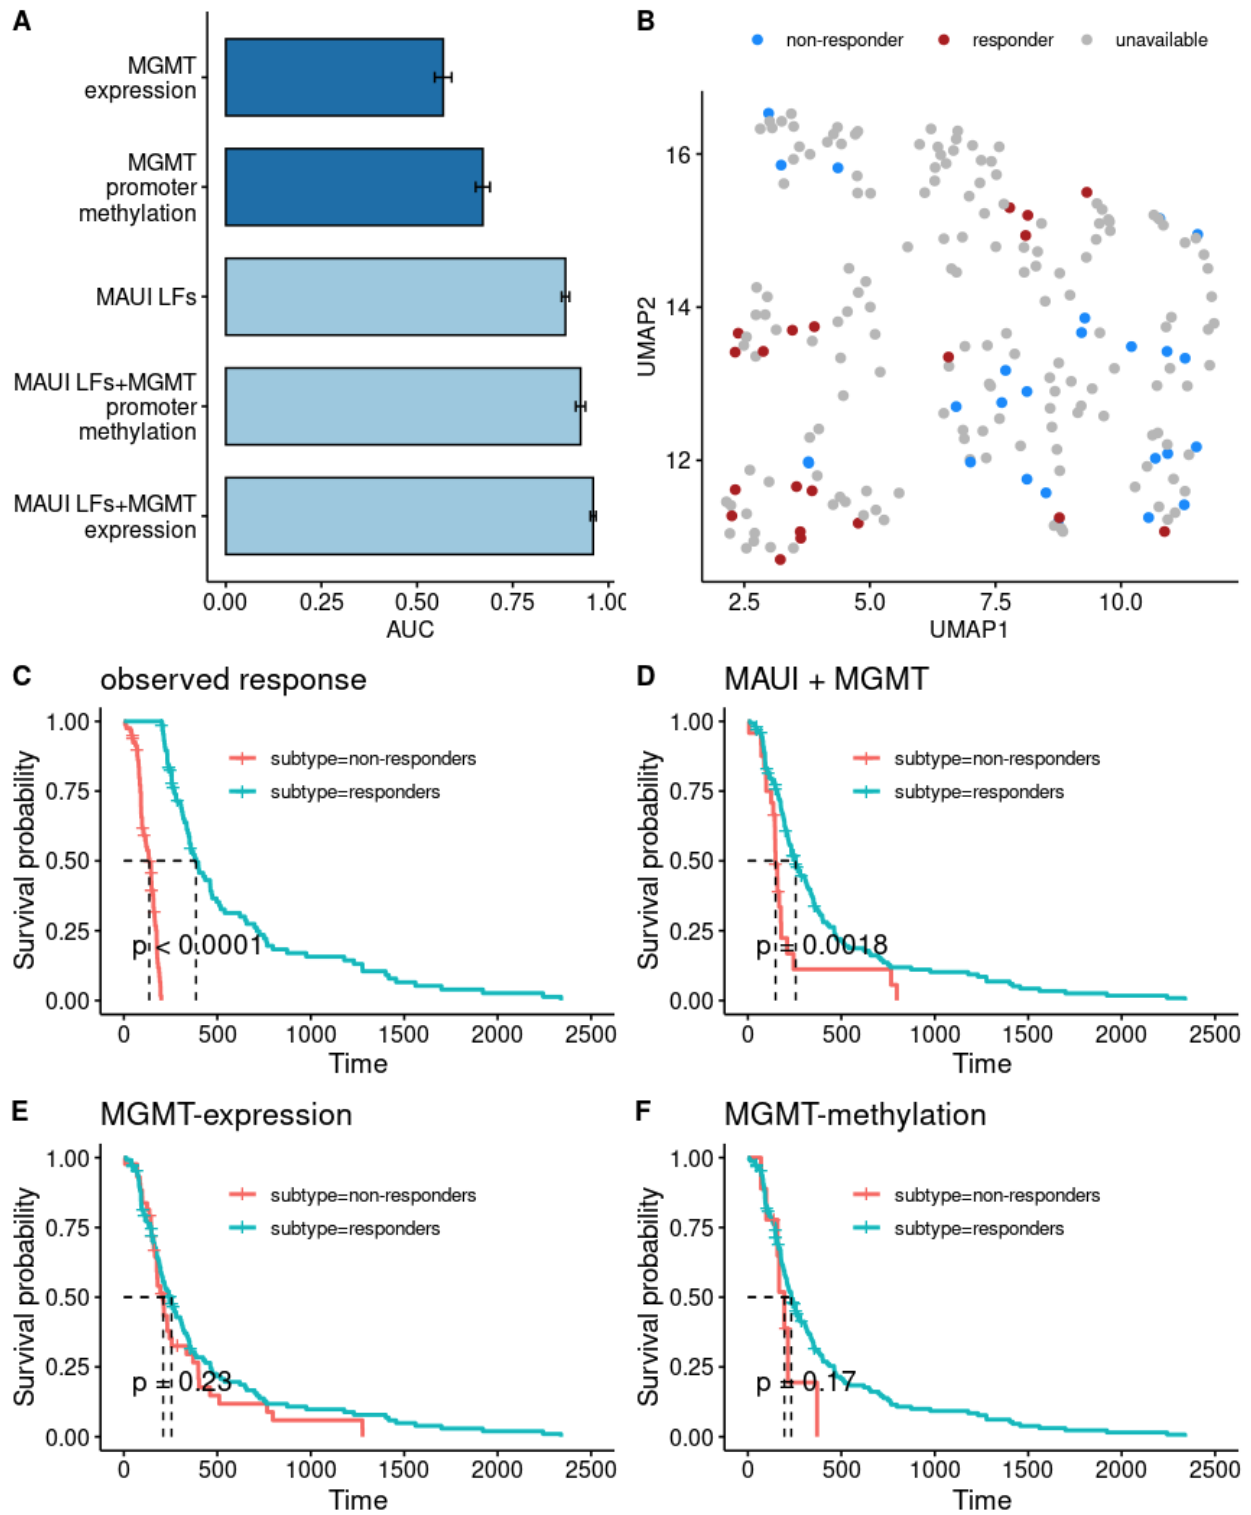 A
MGMT
expression
MGMT
promoter
methylation
MAUI LFs
MAUI LFs+MGMT
promoter
methylation
MAUI LFs+MGMT
expression
0.00 0.25 0.50 0.75 1.00
AUC
B
non-responder responder unavailable
16
14
12
UMAP2
2.5 5.0 7.5 10.0
UMAP1
C observed response
subtype=non-responders
subtype=responders
1.00
0.75
0.50
0.25
0.00
Survival probability
p < 0.0001
0 500 1000 1500 2000 2500
Time
D MAUI + MGMT
subtype=non-responders
subtype=responders
1.00
0.75
0.50
0.25
0.00
Survival probability
p = 0.0018
0 500 1000 1500 2000 2500
Time
E MGMT-expression
subtype=non-responders
subtype=responders
1.00
0.75
0.50
0.25
0.00
Survival probability
p = 0.23
0 500 1000 1500 2000 2500
Time
F MGMT-methylation
subtype=non-responders
subtype=responders
1.00
0.75
0.50
0.25
0.00
Survival probability
p = 0.17
0 500 1000 1500 2000 2500
Time